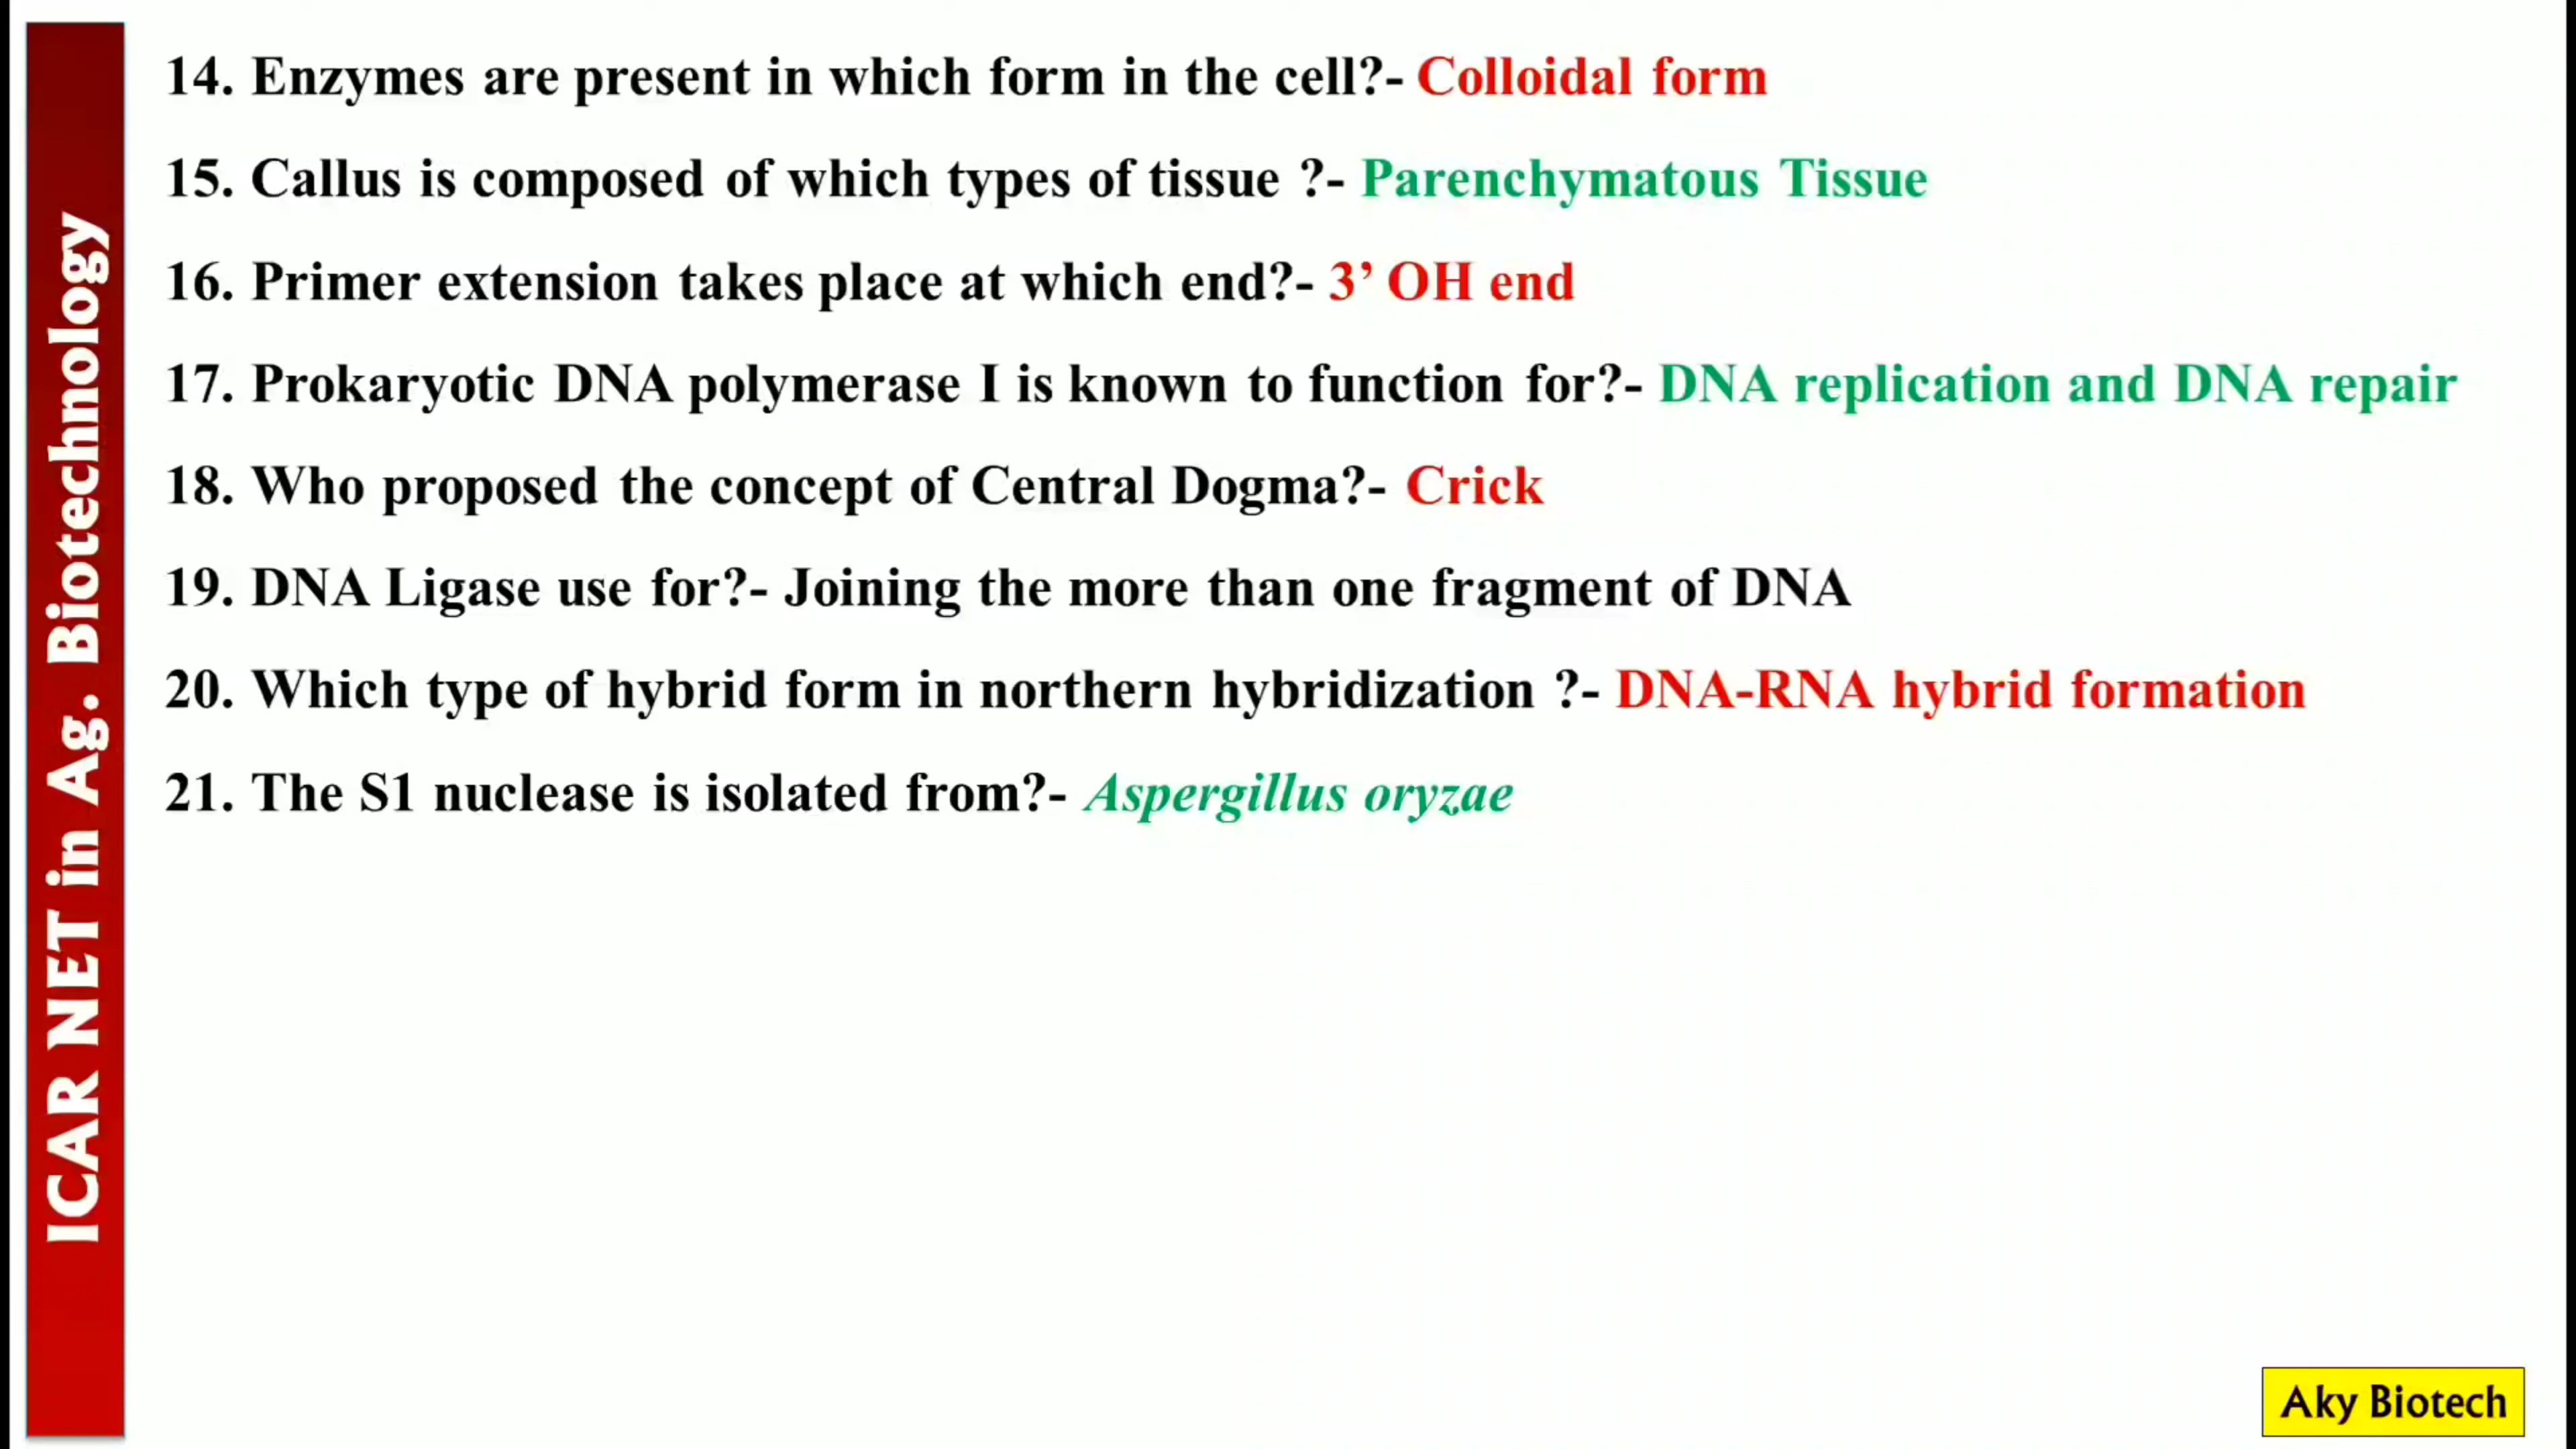 ICAR NET in Ag. Biotechnology
14. Enzymes are present in which form in the cell?- Colloidal form
15. Callus is composed of which types of tissue ?- Parenchymatous Tissue
16. Primer extension takes place at which end?- 3’ OH end
17. Prokaryotic DNA polymerase I is known to function for?- DNA replication and DNA repair
18. Who proposed the concept of Central Dogma?- Crick
19. DNA Ligase use for?- Joining the more than one fragment of DNA
20. Which type of hybrid form in northern hybridization ?- DNA-RNA hybrid formation
21. The S1 nuclease is isolated from?- Aspergillus oryzae
Aky Biotech